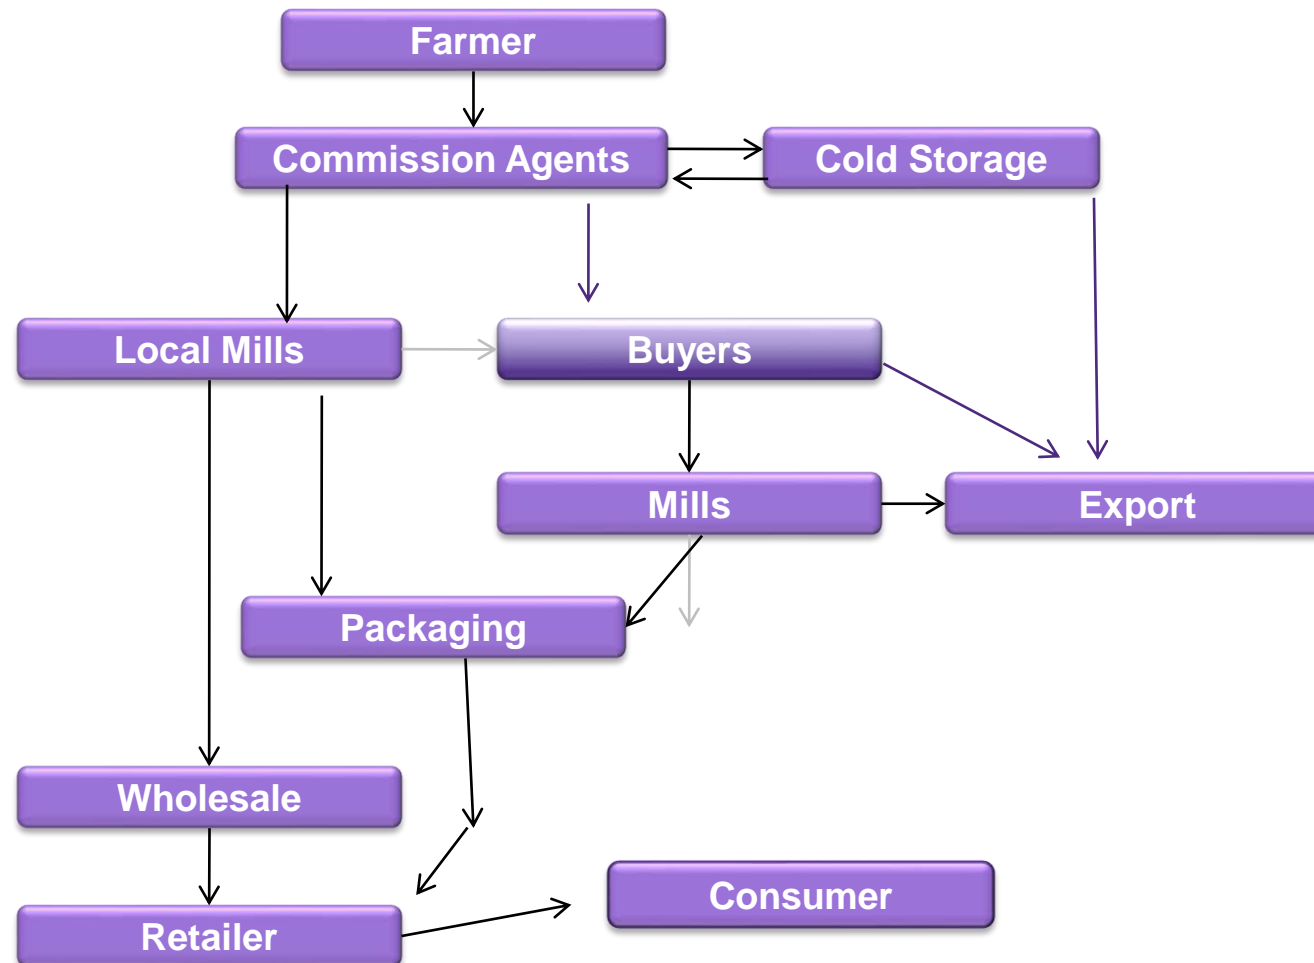 Farmer
Commission Agents
Cold Storage
Local Mills
Buyers
Mills
Export
Packaging
Wholesale
Consumer
Retailer